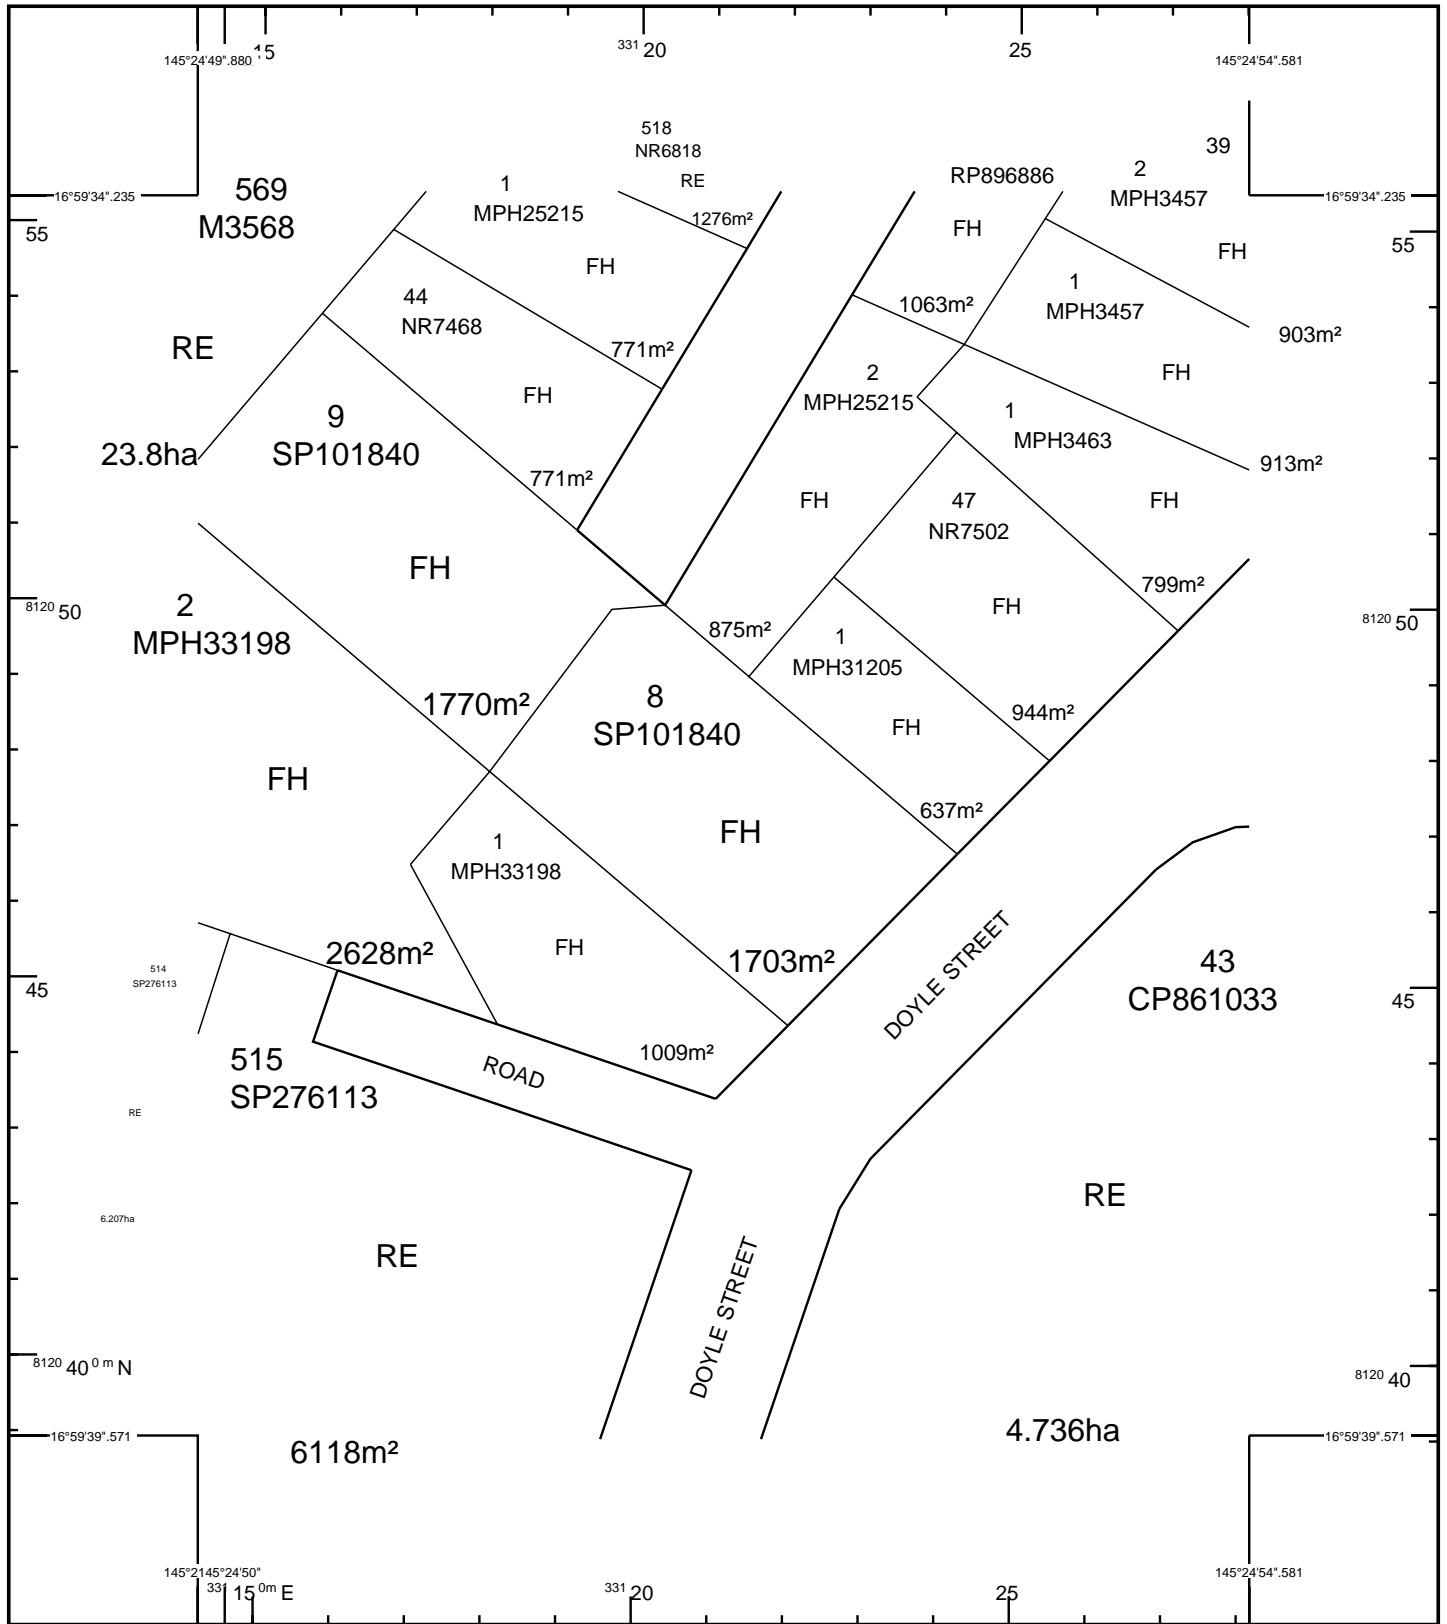 15
331 20
25
145°24'49".880
145°24'54".581
518
NR6818
RE
1276m²
39
RP896886
FH
1063m²
2
MPH3457
FH
903m²
16°59'34".235
16°59'34".235
55
55
569
M3568
RE
23.8ha
1
MPH25215
FH
771m²
44
NR7468
FH
771m²
1
MPH3457
FH
913m²
2
MPH25215
FH
875m²
1
MPH3463
FH
799m²
9
SP101840
FH
1770m²
47
NR7502
FH
944m²
8120 50
8120 50
2
MPH33198
FH
2628m²
1
MPH31205
FH
637m²
8
SP101840
FH
1703m²
1
MPH33198
FH
1009m²
DOYLE STREET
43
CP861033
RE
4.736ha
45
45
514
SP276113
RE
6.207ha
ROAD
515
SP276113
RE
6118m²
DOYLE STREET
8120 40 0 m N
8120 40
16°59'39".571
16°59'39".571
145°2145°24'50"
145°24'54".581
331 15 0m E
331 20
25